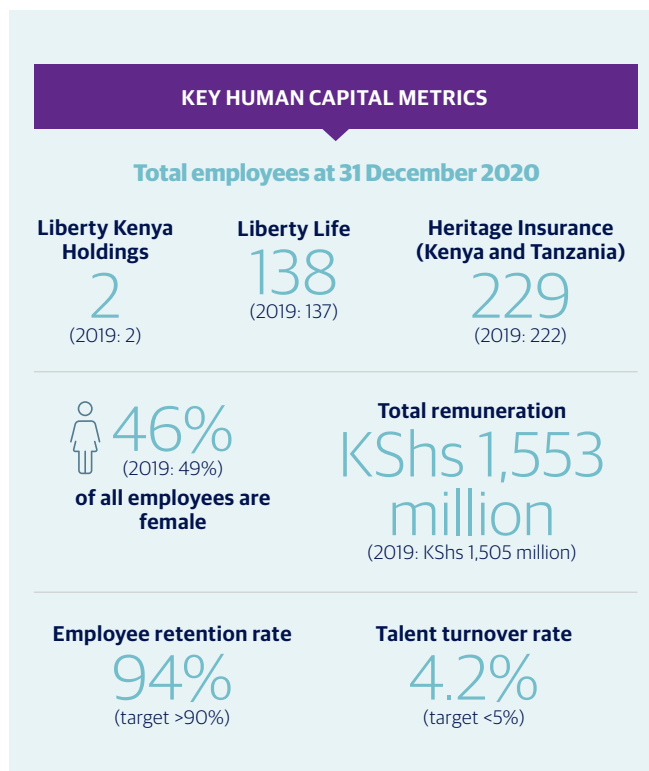 KEY HUMAN CAPITAL METRICS
Total employees at 31 December 2020
Liberty Kenya
Holdings
2
(2019: 2)
Liberty Life
138
(2019: 137)
Heritage Insurance
(Kenya and Tanzania)
229
(2019: 222)
46%
(2019: 49%)
of all employees are
female
Total remuneration
KShs 1,553
million
(2019: KShs 1,505 million)
Employee retention rate
94%
(target >90%)
Talent turnover rate
4.2%
(target <5%)